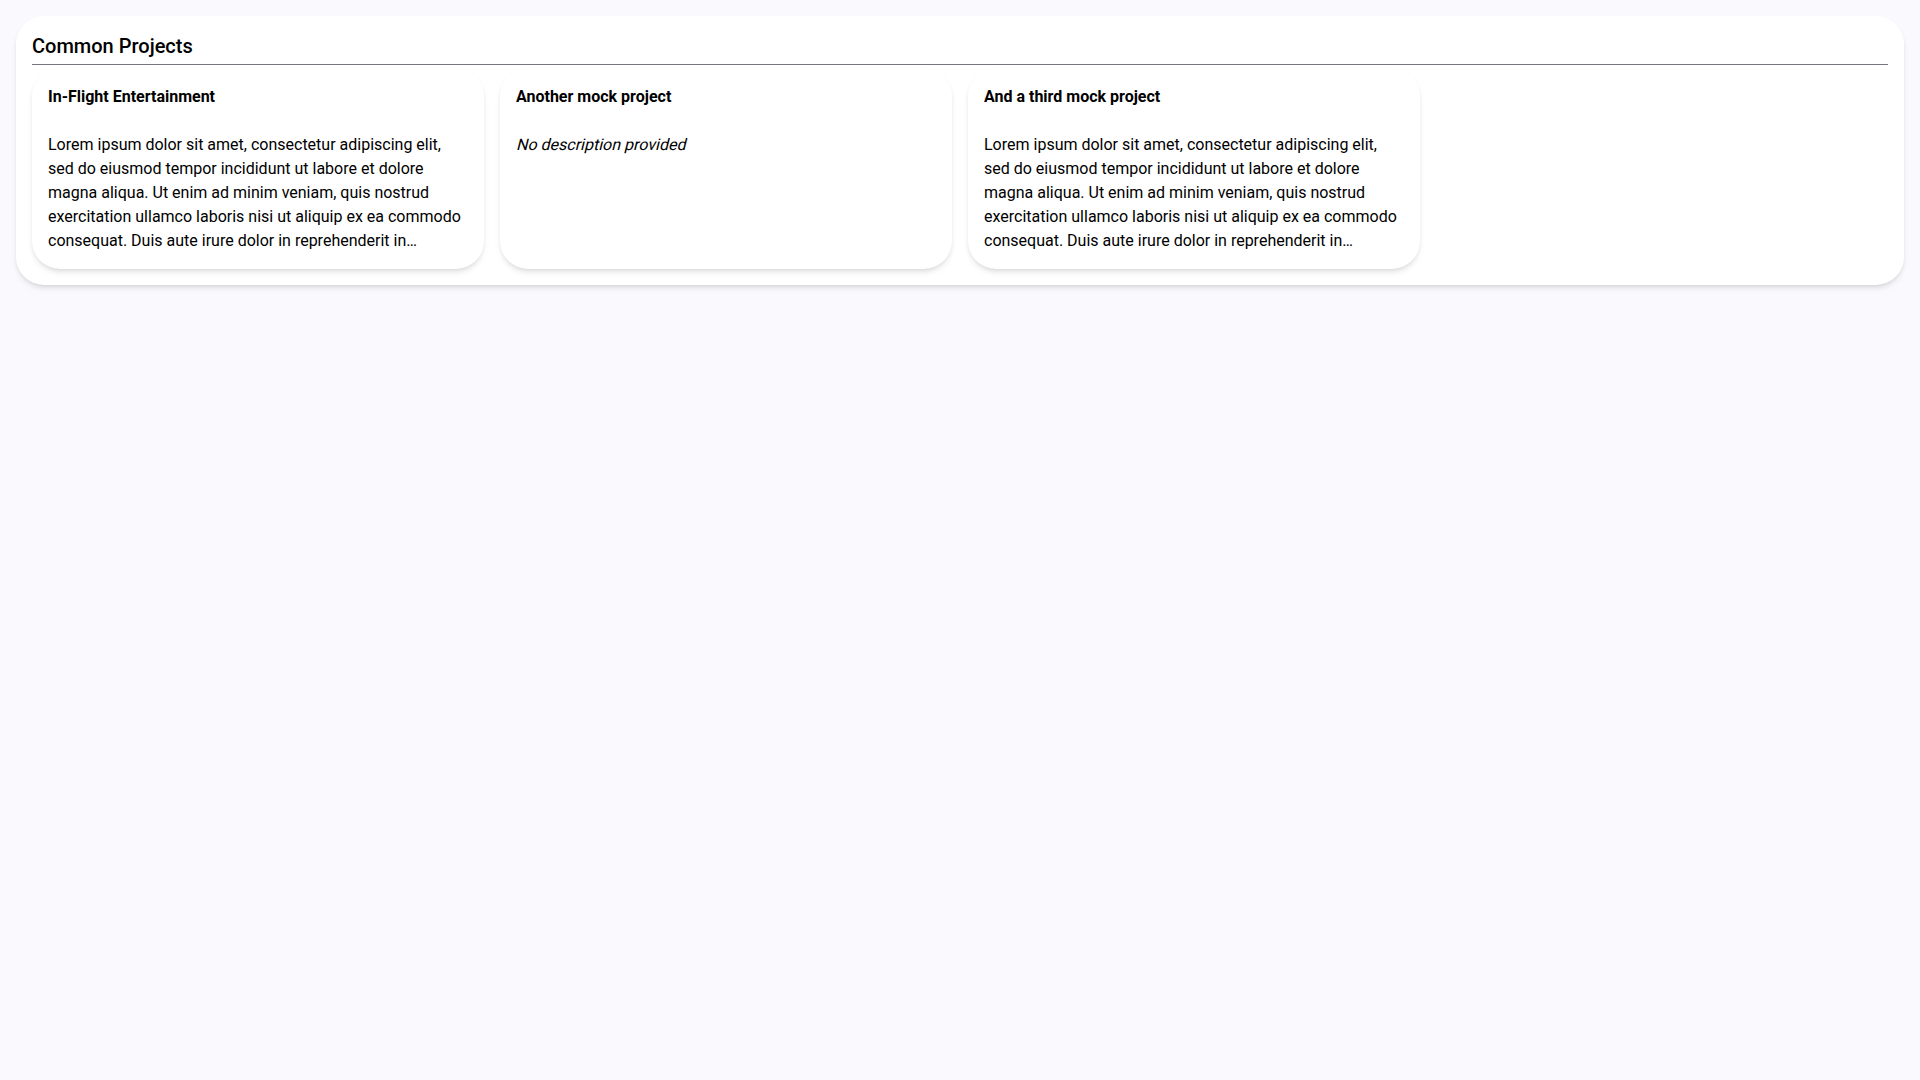 Common Projects
In-Flight Entertainment
Lorem ipsum dolor sit amet, consectetur adipiscing elit,
sed do eiusmod tempor incididunt ut labore et dolore
magna aliqua. Ut enim ad minim veniam, quis nostrud
exercitation ullamco laboris nisi ut aliquip ex ea commodo
consequat. Duis aute irure dolor in reprehenderit in...
Another mock project
No description provided
And a third mock project
Lorem ipsum dolor sit amet, consectetur adipiscing elit,
sed do eiusmod tempor incididunt ut labore et dolore
magna aliqua. Ut enim ad minim veniam, quis nostrud
exercitation ullamco laboris nisi ut aliquip ex ea commodo
consequat. Duis aute irure dolor in reprehenderit in...